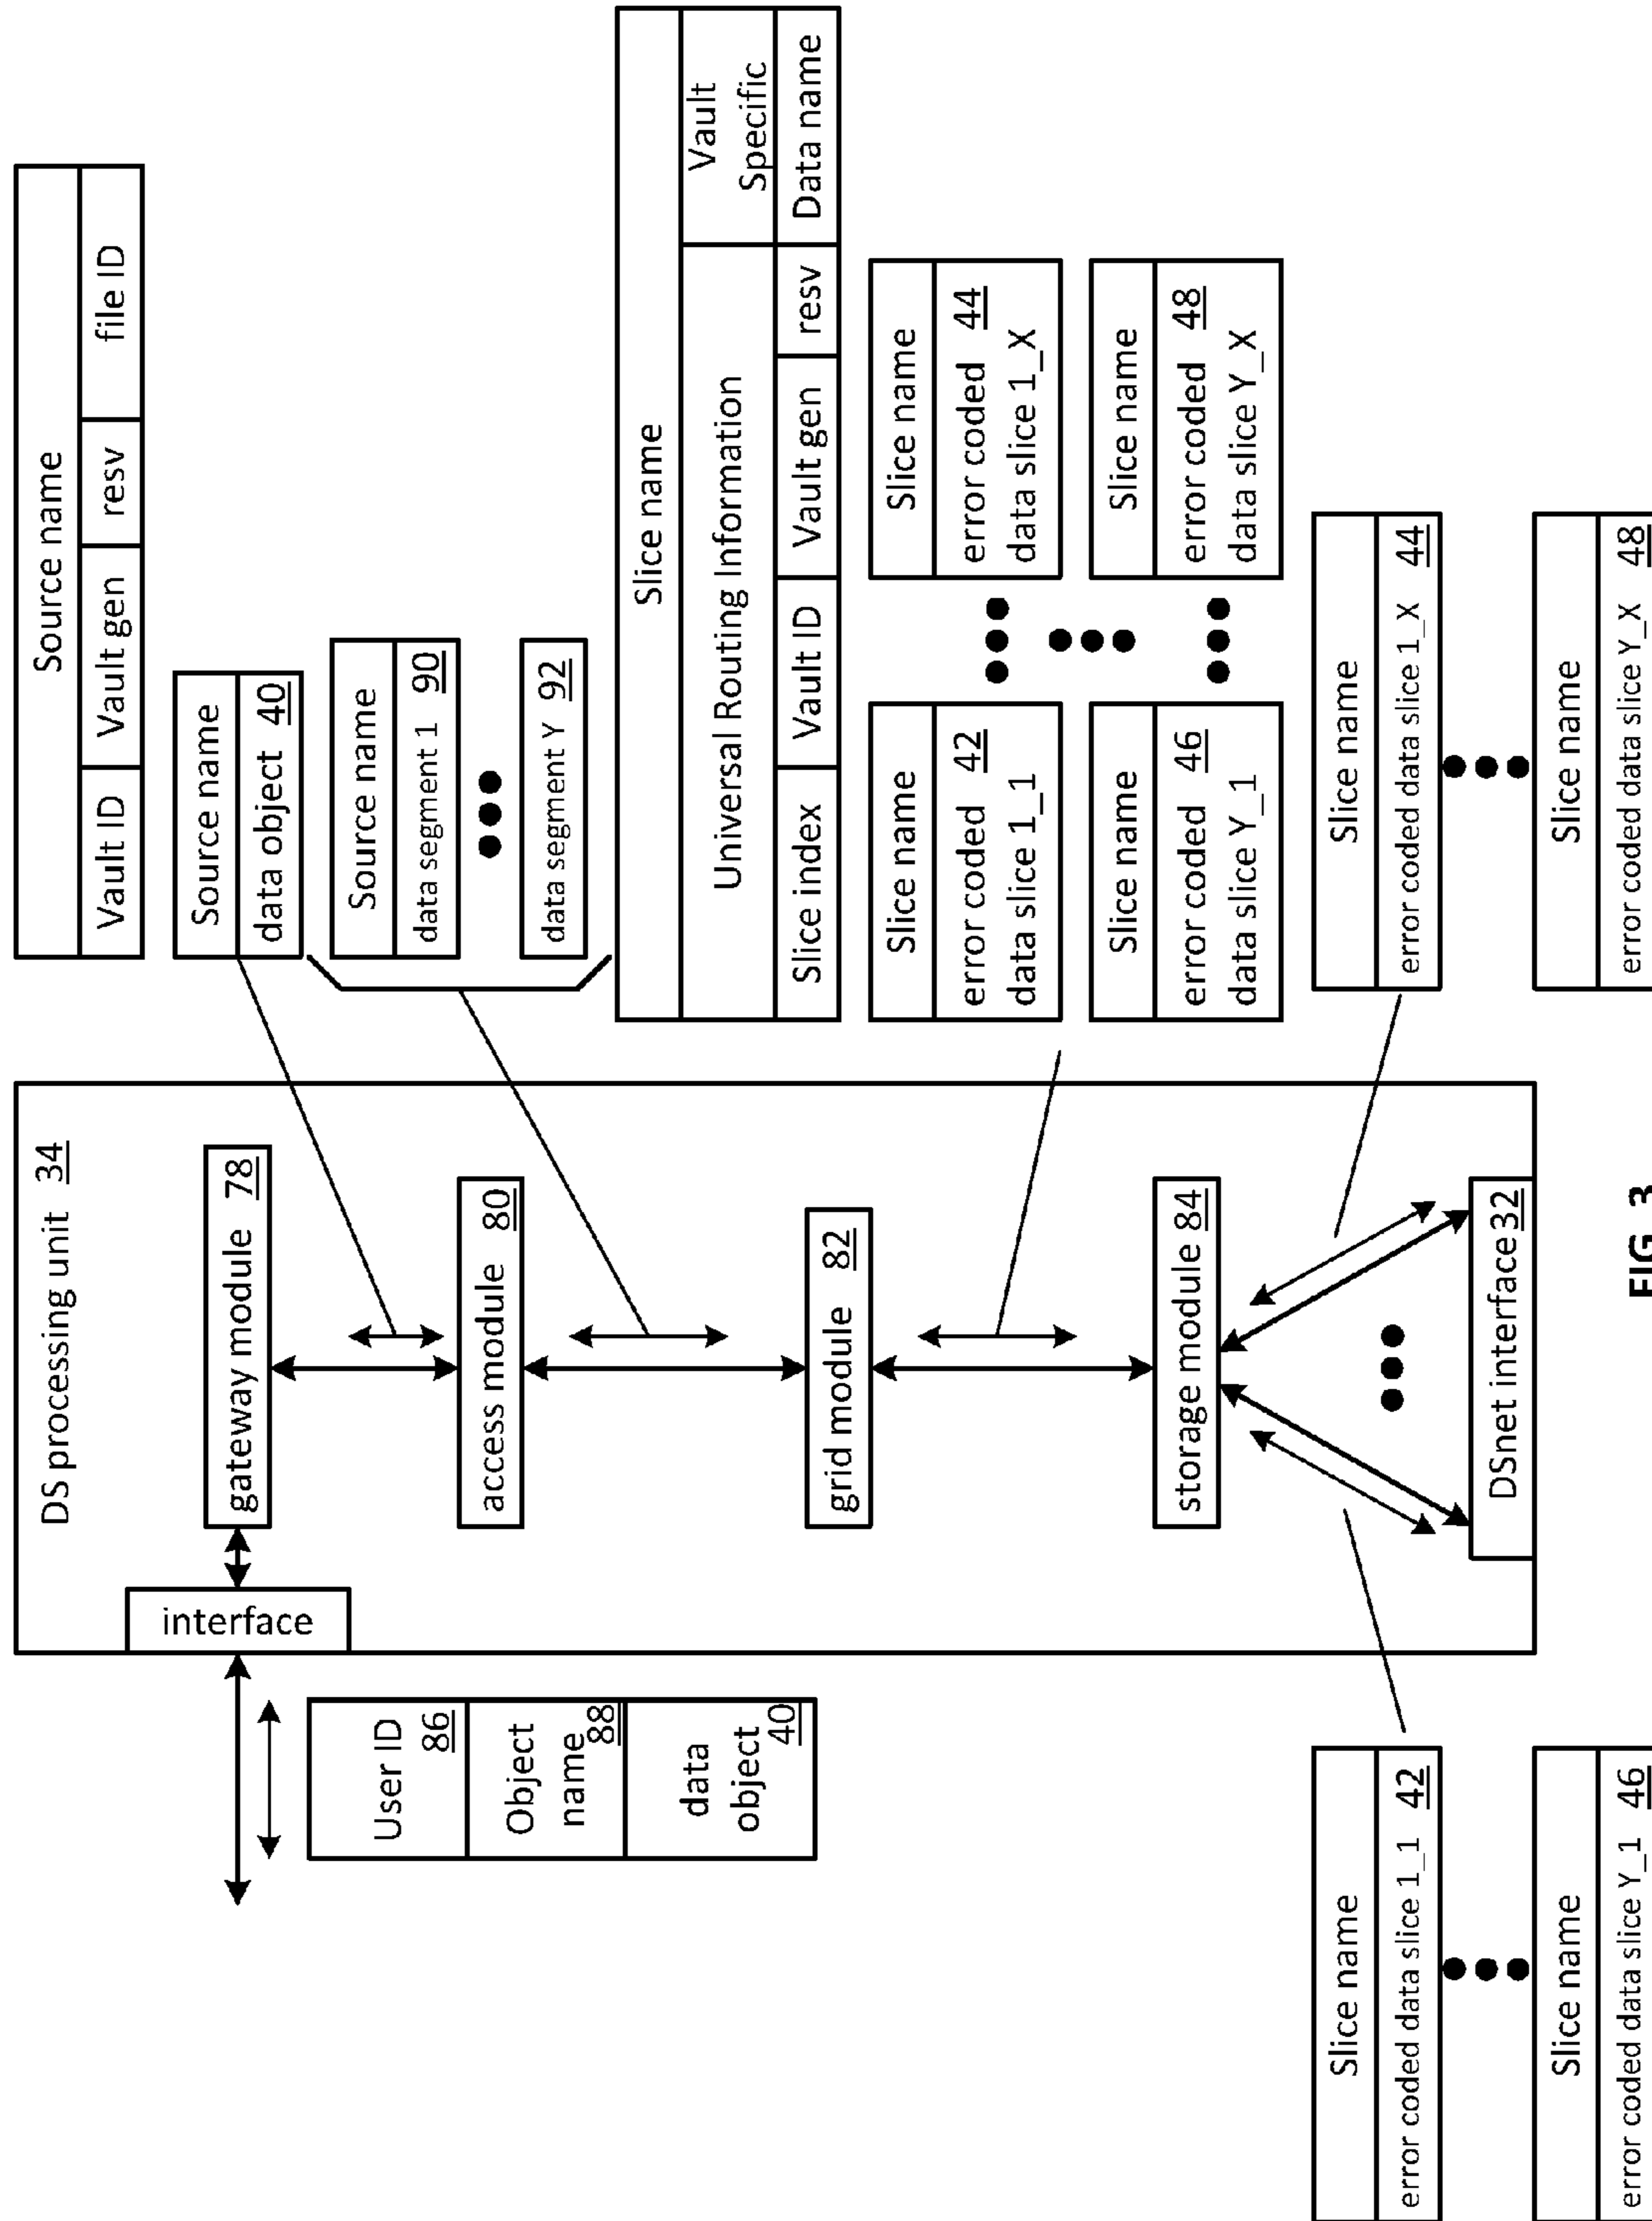 Source name
Vault ID
Vault gen
resv
file ID
DS processing unit 34
interface
gateway module 78
Source name
data object 40
User ID
86
Object
name
88
data
object
40
access module 80
Source name
data segment 1 90
data segment Y 92
grid module 82
Slice name
Universal Routing Information
Vault
Specific
Slice index
Vault ID
Vault gen
resv
Data name
Slice name
error coded 42
data slice 1_1
Slice name
error coded 44
data slice 1_X
Slice name
error coded 46
data slice Y_1
Slice name
error coded 48
data slice Y_X
storage module 84
DSnet interface 32
Slice name
error coded data slice 1_1 42
Slice name
error coded data slice Y_1 46
Slice name
error coded data slice 1_X 44
Slice name
error coded data slice Y_X 48
FIG. 3